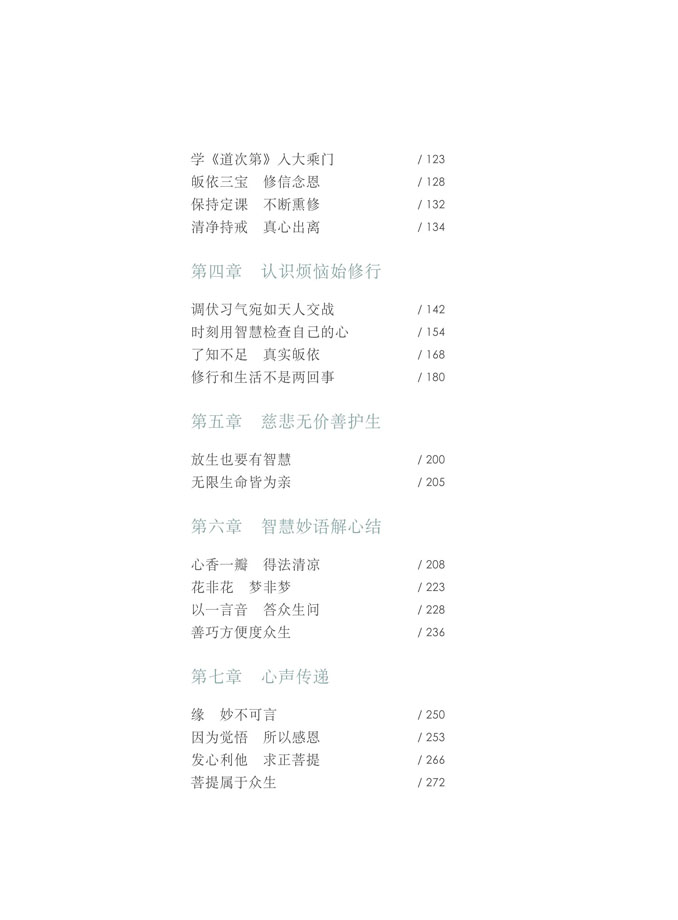 学《道次第》入大乘门 / 123
皈依三宝　修信念恩 / 128
保持定课　不断熏修 / 132
清净持戒　真心出离 / 134
第四章　认识烦恼始修行
调伏习气宛如天人交战 / 142
时刻用智慧检查自己的心 / 154
了知不足　真实皈依 / 168
修行和生活不是两回事 / 180
第五章　慈悲无价善护生
放生也要有智慧 / 200
无限生命皆为亲 / 205
第六章　智慧妙语解心结
心香一瓣　得法清凉 / 208
花非花　梦非梦 / 223
以一言音　答众生问 / 228
善巧方便度众生 / 236
第七章　心声传递
缘　妙不可言 / 250
因为觉悟　所以感恩 / 253
发心利他　求正菩提 / 266
菩提属于众生 / 272